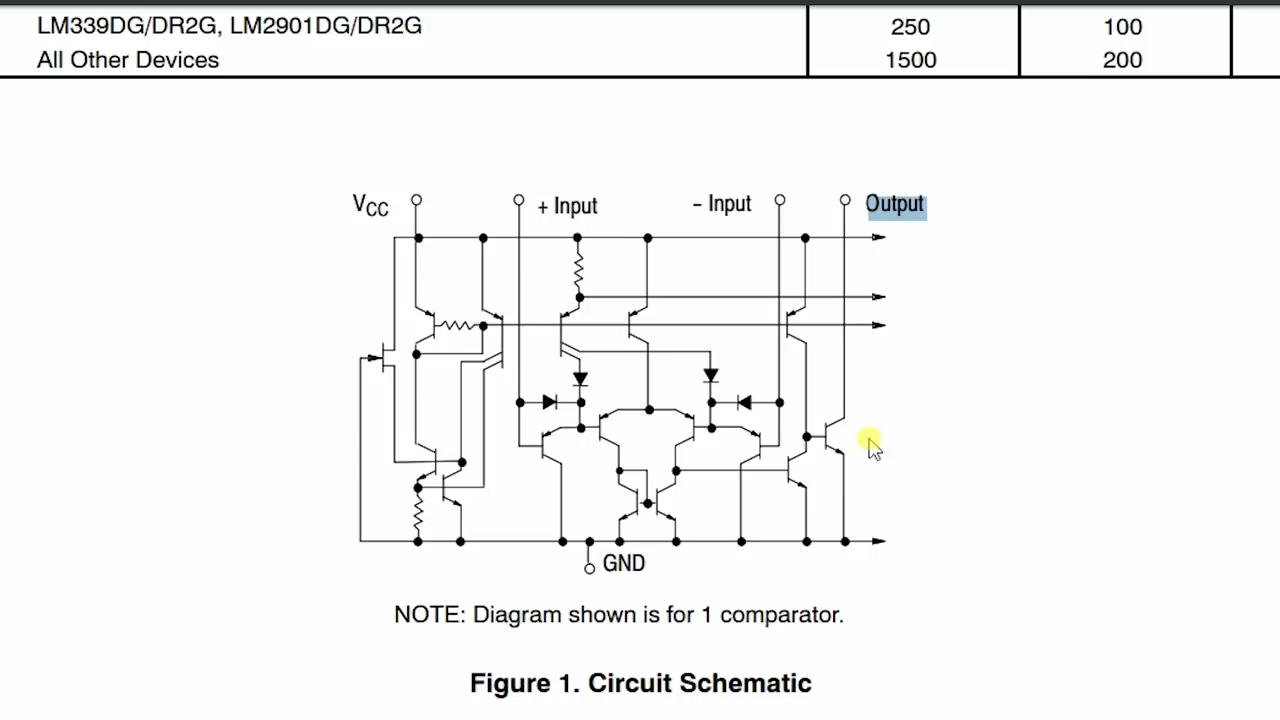 LM339DG/DR2G, LM2901DG/DR2G 250 100
All Other Devices 1500 200
VCC + Input – Input Output
GND
NOTE: Diagram shown is for 1 comparator.
Figure 1. Circuit Schematic